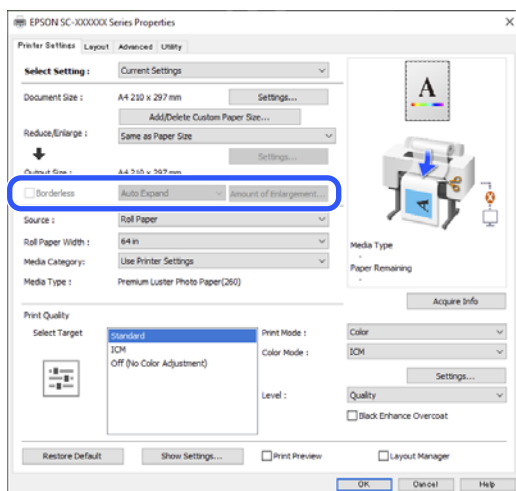 EPSON SC-XXXXXX Series Properties
Printer Settings Layout Advanced Utility
Select Setting : Current Settings
Document Size : A4 210 x 297 mm Settings...
Add/Delete Custom Paper Size...
Reduce/Enlarge : Same as Paper Size
Settings...
Output Size : A4 210 x 297 mm
Borderless Auto Expand Amount of Enlargement...
Source : Roll Paper
Roll Paper Width : 64 in
Media Category: Use Printer Settings
Media Type : Premium Luster Photo Paper(260)
A
Media Type
-
Paper Remaining
-
Acquire Info
Print Quality
Select Target
Standard
ICM
Off (No Color Adjustment)
Print Mode : Color
Color Mode : ICM
Settings...
Level : Quality
Black Enhance Overcoat
Restore Default Show Settings... Print Preview Layout Manager
OK Cancel Help